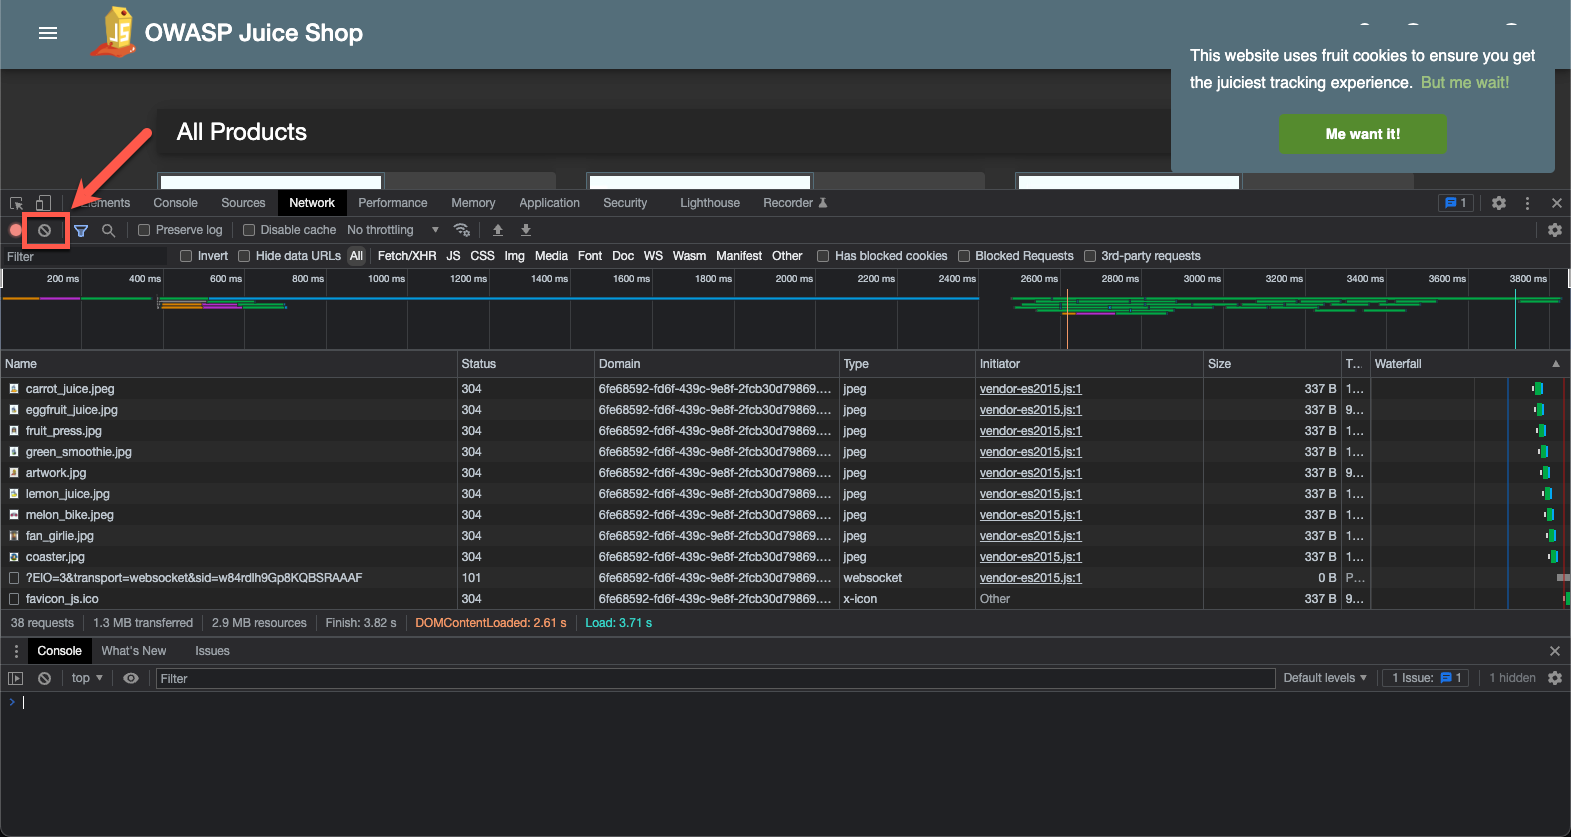 JS OWASP Juice Shop
This website uses fruit cookies to ensure you get
the juiciest tracking experience. But me wait!
Me want it!
All Products
Elements Console Sources Network Performance Memory Application Security Lighthouse Recorder 1
Preserve log Disable cache No throttling
Filter Invert Hide data URLs All Fetch/XHR JS CSS Img Media Font Doc WS Wasm Manifest Other Has blocked cookies Blocked Requests 3rd-party requests
200 ms 400 ms 600 ms 800 ms 1000 ms 1200 ms 1400 ms 1600 ms 1800 ms 2000 ms 2200 ms 2400 ms 2600 ms 2800 ms 3000 ms 3200 ms 3400 ms 3600 ms 3800 ms
Name Status Domain Type Initiator Size T... Waterfall
carrot_juice.jpeg 304 6fe68592-fd6f-439c-9e8f-2fcb30d79869.... jpeg vendor-es2015.js:1 337 B 1...
eggfruit_juice.jpg 304 6fe68592-fd6f-439c-9e8f-2fcb30d79869.... jpeg vendor-es2015.js:1 337 B 9...
fruit_press.jpg 304 6fe68592-fd6f-439c-9e8f-2fcb30d79869.... jpeg vendor-es2015.js:1 337 B 1...
green_smoothie.jpg 304 6fe68592-fd6f-439c-9e8f-2fcb30d79869.... jpeg vendor-es2015.js:1 337 B 1...
artwork.jpg 304 6fe68592-fd6f-439c-9e8f-2fcb30d79869.... jpeg vendor-es2015.js:1 337 B 9...
lemon_juice.jpg 304 6fe68592-fd6f-439c-9e8f-2fcb30d79869.... jpeg vendor-es2015.js:1 337 B 1...
melon_bike.jpeg 304 6fe68592-fd6f-439c-9e8f-2fcb30d79869.... jpeg vendor-es2015.js:1 337 B 1...
fan_girlie.jpg 304 6fe68592-fd6f-439c-9e8f-2fcb30d79869.... jpeg vendor-es2015.js:1 337 B 1...
coaster.jpg 304 6fe68592-fd6f-439c-9e8f-2fcb30d79869.... jpeg vendor-es2015.js:1 337 B 1...
?EIO=3&transport=websocket&sid=w84rdlh9Gp8KQBSRAAAF 101 6fe68592-fd6f-439c-9e8f-2fcb30d79869.... websocket vendor-es2015.js:1 0 B P...
favicon_js.ico 304 6fe68592-fd6f-439c-9e8f-2fcb30d79869.... x-icon Other 337 B 9...
38 requests 1.3 MB transferred 2.9 MB resources Finish: 3.82 s DOMContentLoaded: 2.61 s Load: 3.71 s
Console What's New Issues
top Filter Default levels 1 Issue: 1 1 hidden